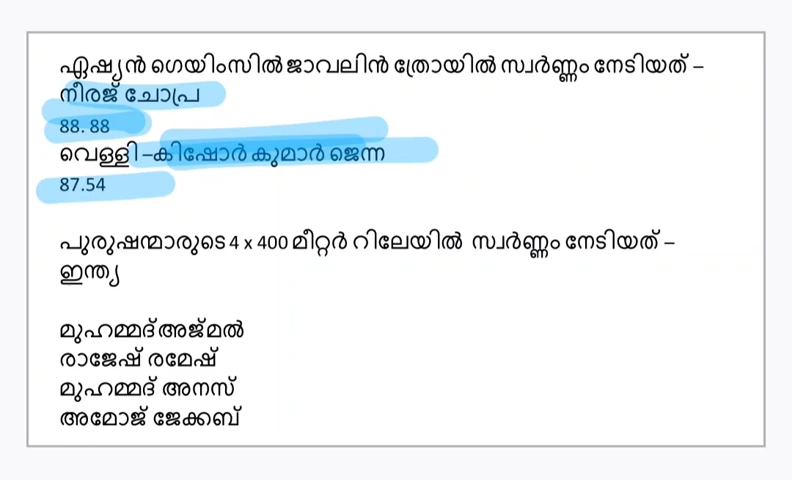 ഏഷ്യൻ ഗെയിംസിൽ ജാവലിൻ ത്രോയിൽ സ്വർണ്ണം നേടിയത് –
നീരജ് ചോപ്ര
88. 88
വെള്ളി –കിഷോർ കുമാർ ജെന്ന
87.54
പുരുഷന്മാരുടെ 4 x 400 മീറ്റർ റിലേയിൽ സ്വർണ്ണം നേടിയത് –
ഇന്ത്യ
മുഹമ്മദ് അജ്മൽ
രാജേഷ് രമേഷ്
മുഹമ്മദ് അനസ്
അമോജ് ജേക്കബ്